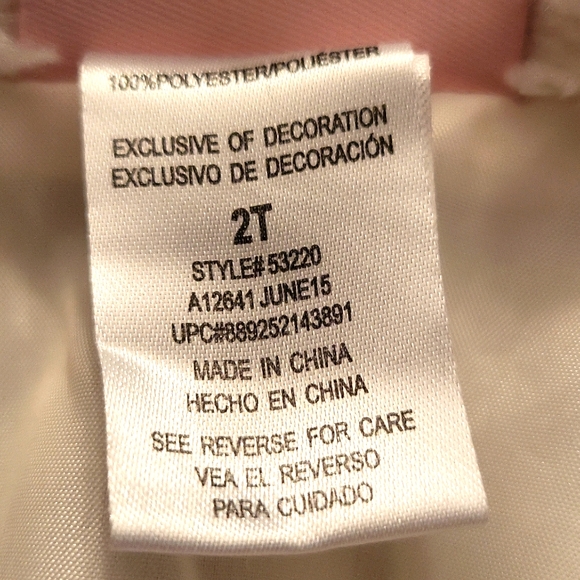 100%POLYESTER/POLIÉSTER
EXCLUSIVE OF DECORATION
EXCLUSIVO DE DECORACIÓN
2T
STYLE# 53220
A12641 JUNE15
UPC#889252143891
MADE IN CHINA
HECHO EN CHINA
SEE REVERSE FOR CARE
VEA EL REVERSO
PARA CUIDADO